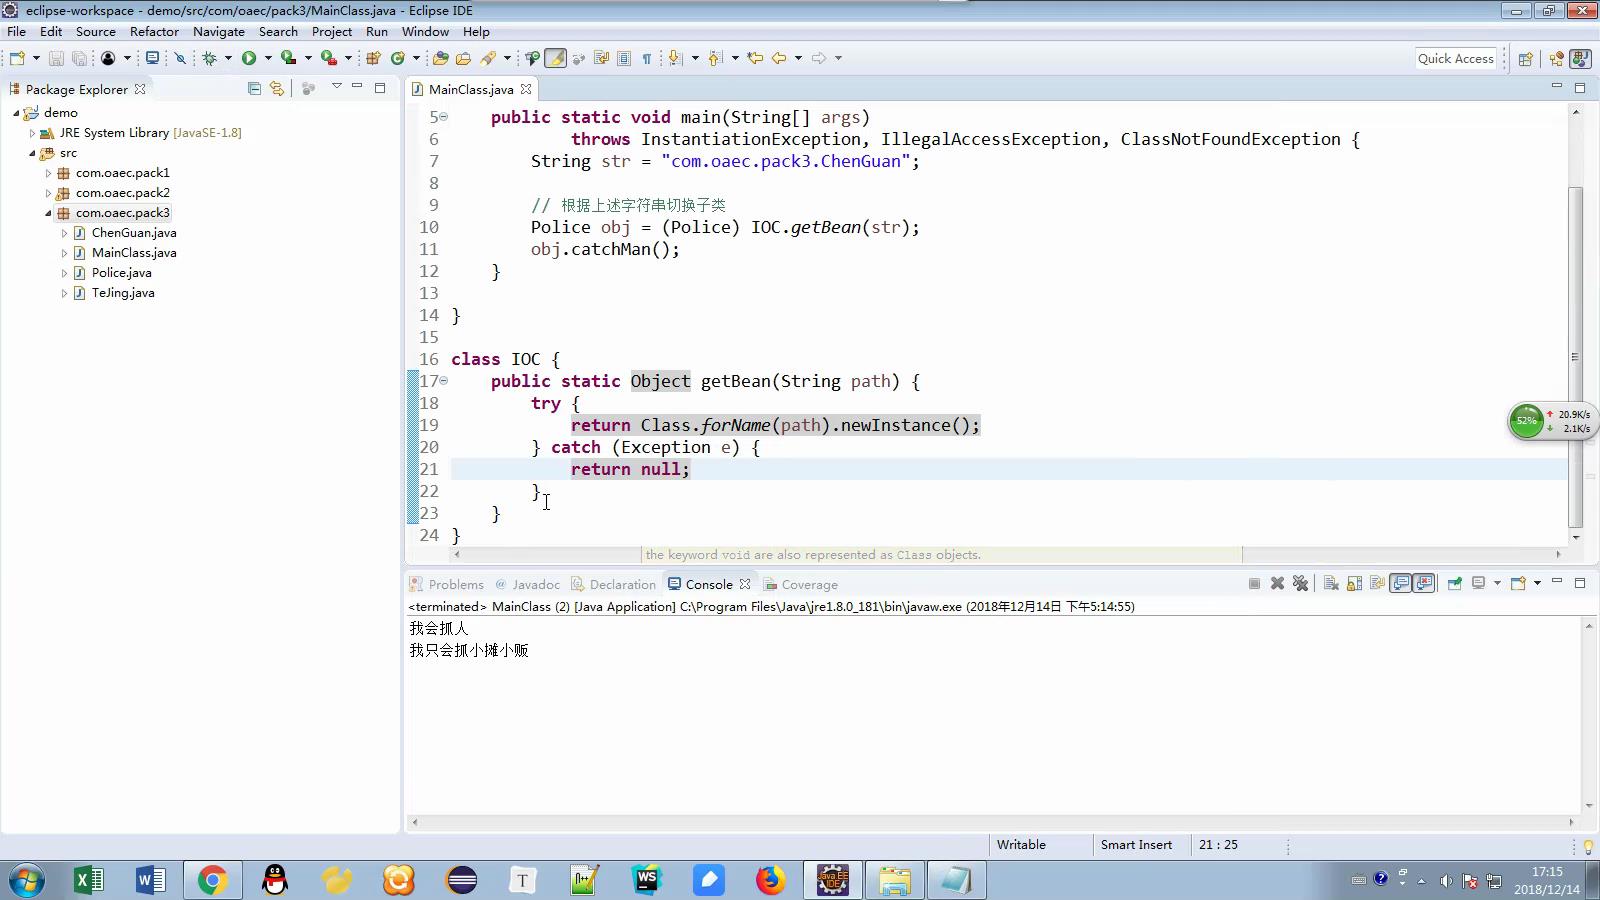 eclipse-workspace - demo/src/com/oaec/pack3/MainClass.java - Eclipse IDE
File Edit Source Refactor Navigate Search Project Run Window Help
Quick Access
Package Explorer
MainClass.java
demo
JRE System Library [JavaSE-1.8]
src
com.oaec.pack1
com.oaec.pack2
com.oaec.pack3
ChenGuan.java
MainClass.java
Police.java
TeJing.java
5 public static void main(String[] args)
6 throws InstantiationException, IllegalAccessException, ClassNotFoundException {
7 String str = "com.oaec.pack3.ChenGuan";
8
9 // 根据上述字符串切换子类
10 Police obj = (Police) IOC.getBean(str);
11 obj.catchMan();
12 }
13
14 }
15
16 class IOC {
17 public static Object getBean(String path) {
18 try {
19 return Class.forName(path).newInstance();
20 } catch (Exception e) {
21 return null;
22 }
23 }
24 }
the keyword void are also represented as Class objects.
52% 20.9K/s
2.1K/s
Problems Javadoc Declaration Console Coverage
<terminated> MainClass (2) [Java Application] C:\Program Files\Java\jre1.8.0_181\bin\javaw.exe (2018年12月14日 下午5:14:55)
我会抓人
我只会抓小摊小贩
Writable Smart Insert 21 : 25
17:15
2018/12/14